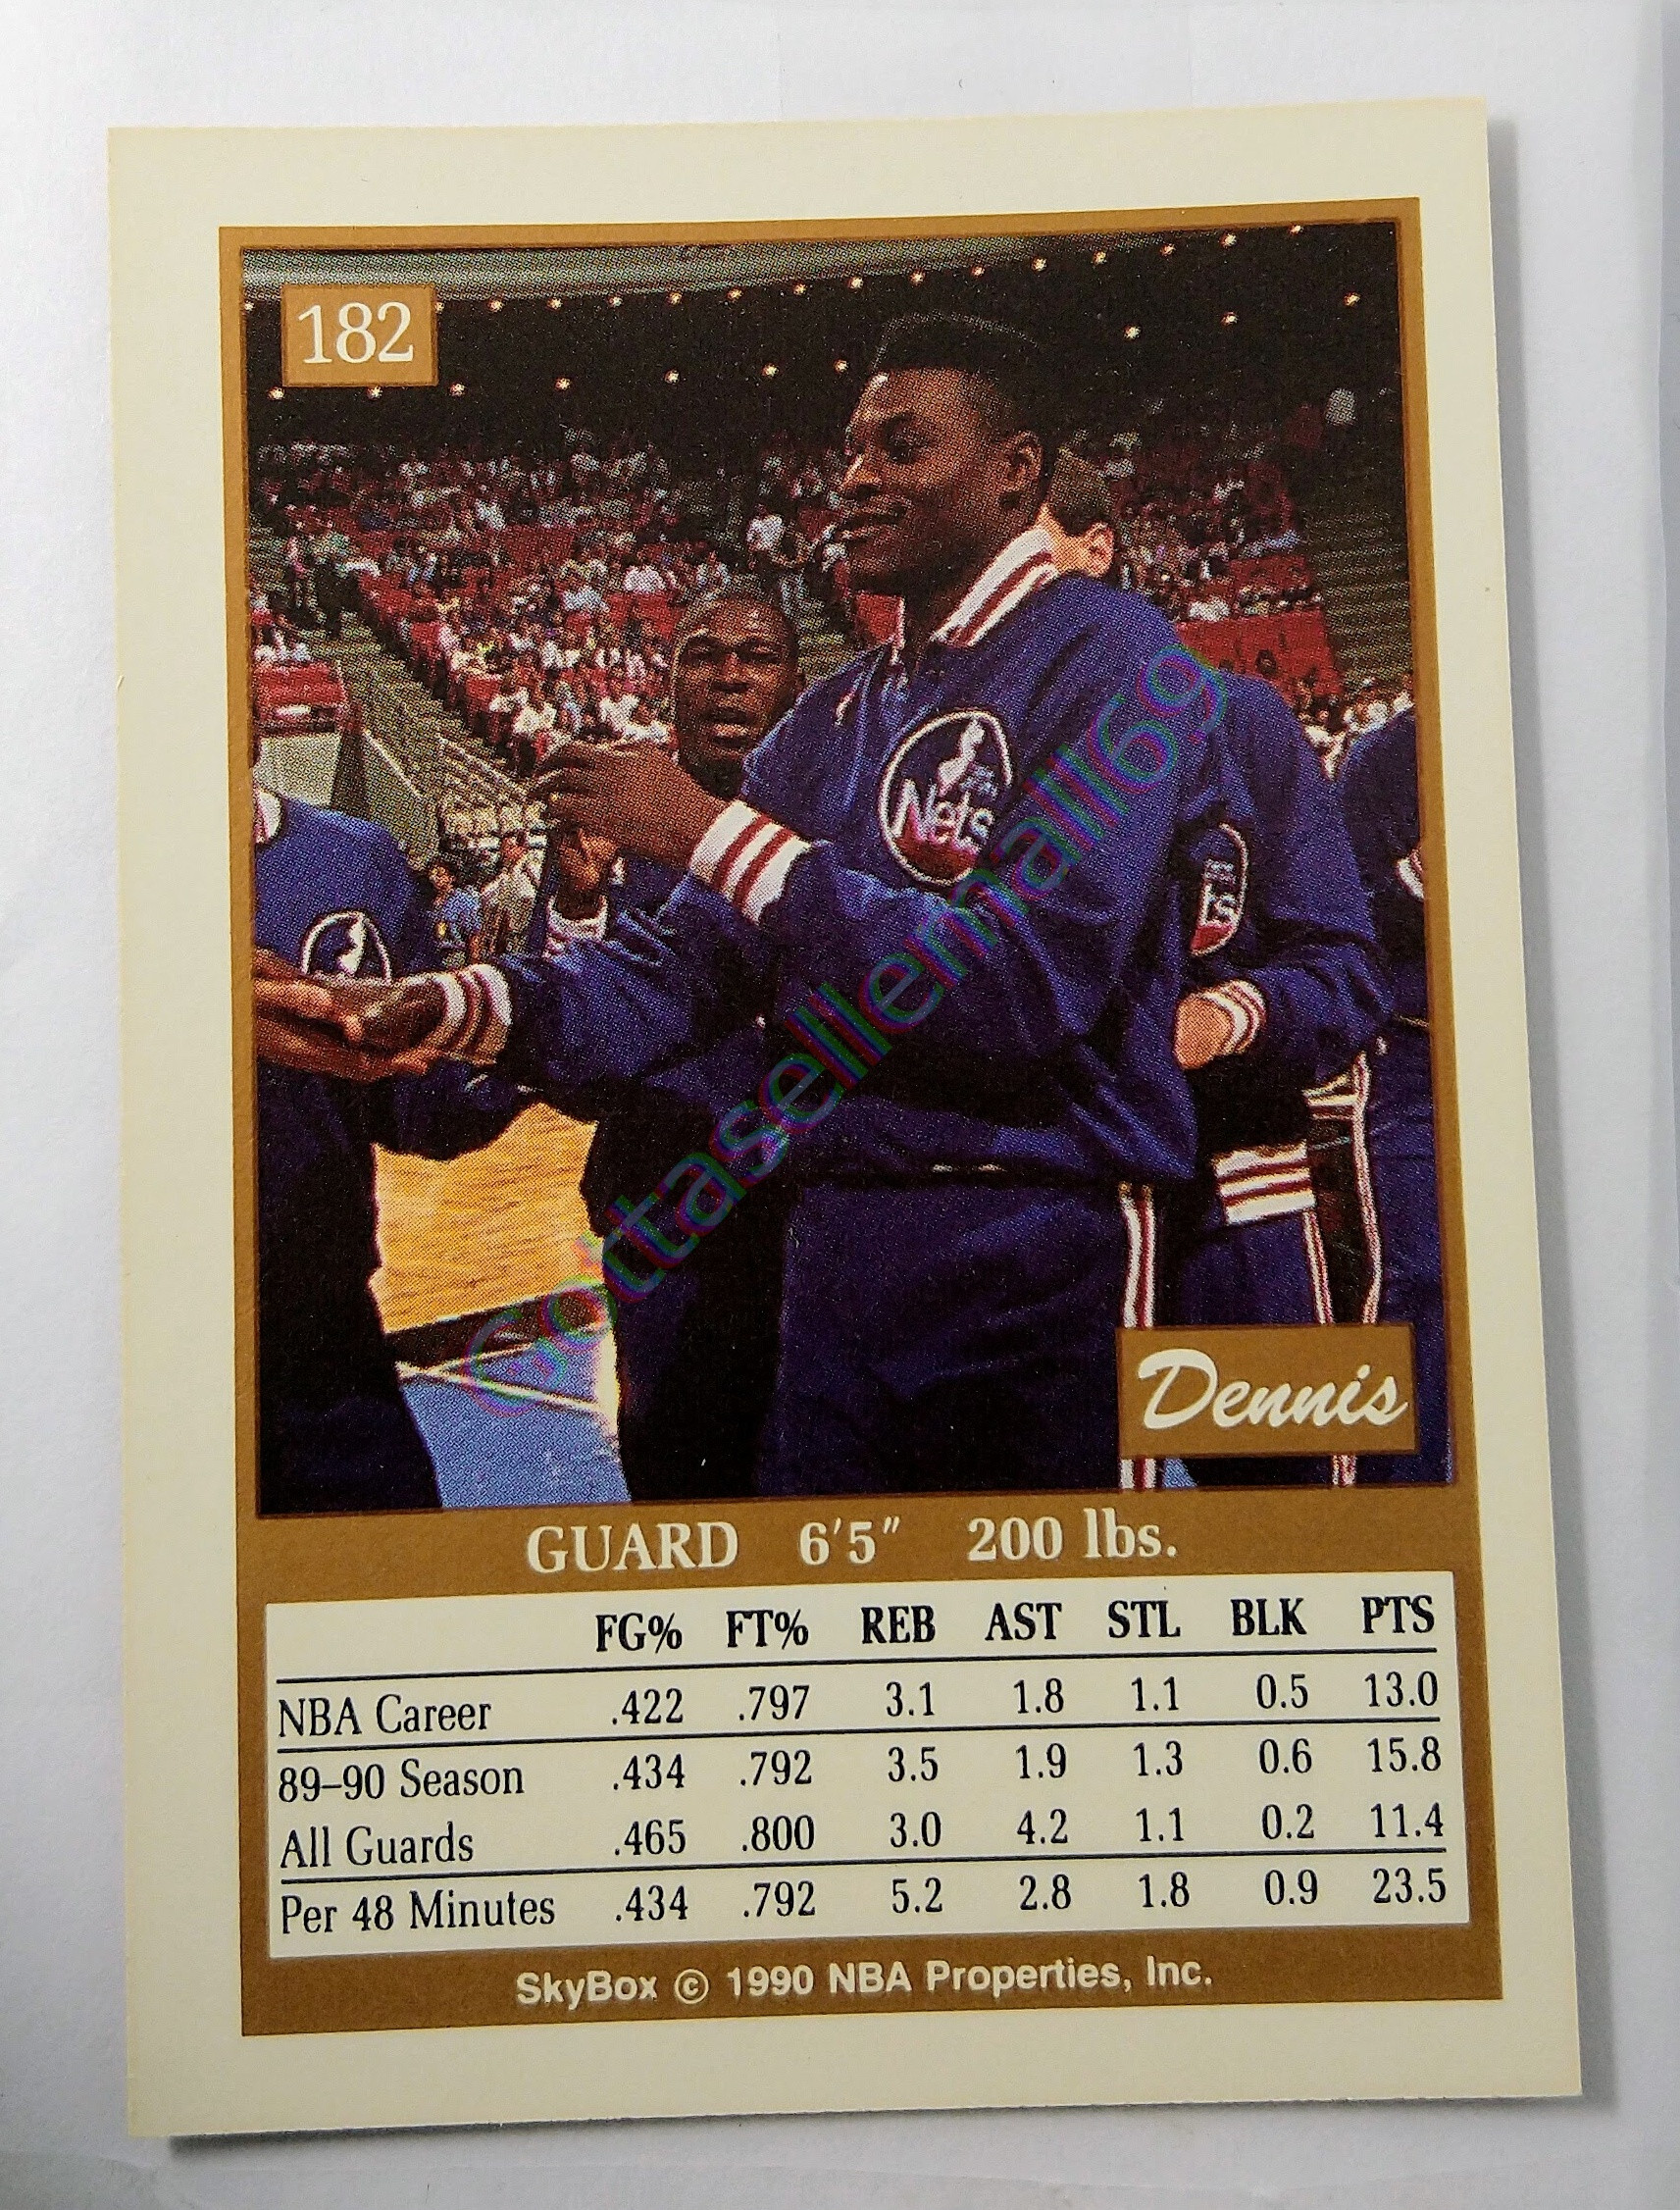 182
Nets
ts
Gottasellemall69
Dennis
GUARD 6'5" 200 lbs.
FG% FT% REB AST STL BLK PTS
NBA Career .422 .797 3.1 1.8 1.1 0.5 13.0
89–90 Season .434 .792 3.5 1.9 1.3 0.6 15.8
All Guards .465 .800 3.0 4.2 1.1 0.2 11.4
Per 48 Minutes .434 .792 5.2 2.8 1.8 0.9 23.5
SkyBox © 1990 NBA Properties, Inc.